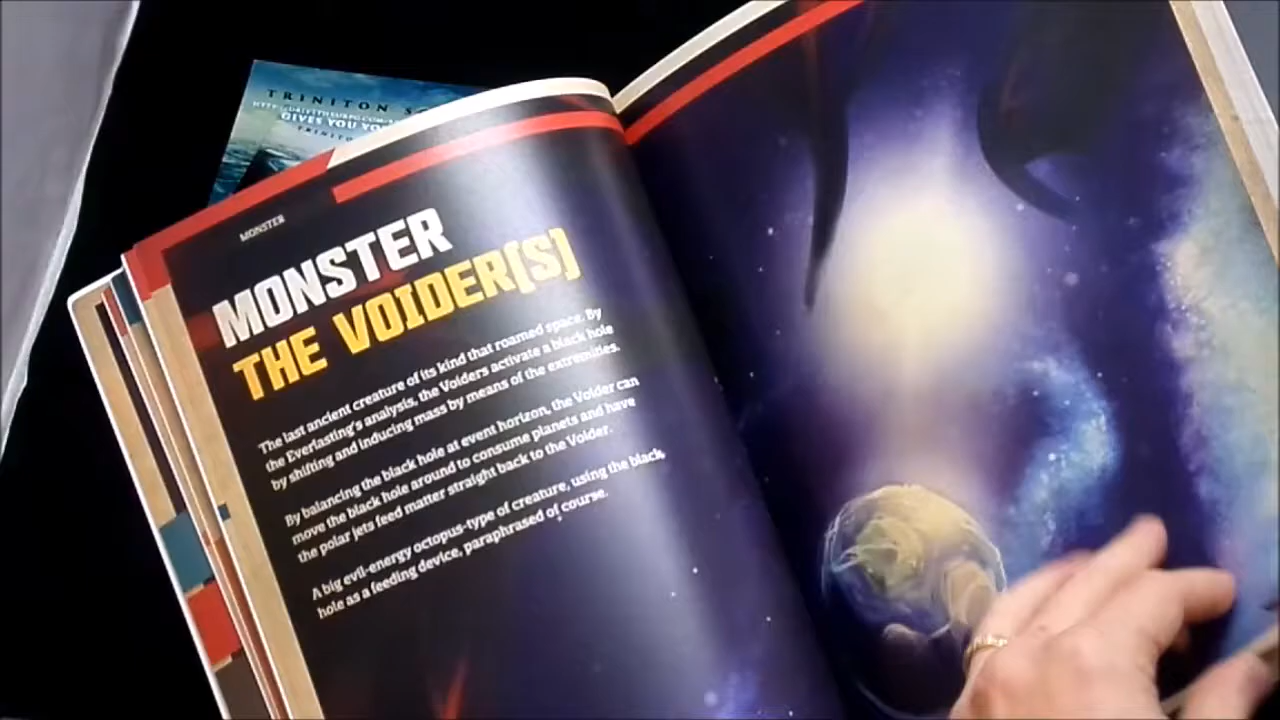 TRINITON
GIVES YOU
MONSTER
MONSTER
THE VOIDER(S)
The last ancient creature of its kind that roamed space. By
the Everlasting's analysis, the Voiders activate a black hole
by shifting and inducing mass by means of the extremities.
By balancing the black hole at event horizon, the Voider can
move the black hole around to consume planets and have
the polar jets feed matter straight back to the Voider.
A big evil-energy octopus-type of creature, using the black
hole as a feeding device, paraphrased of course.